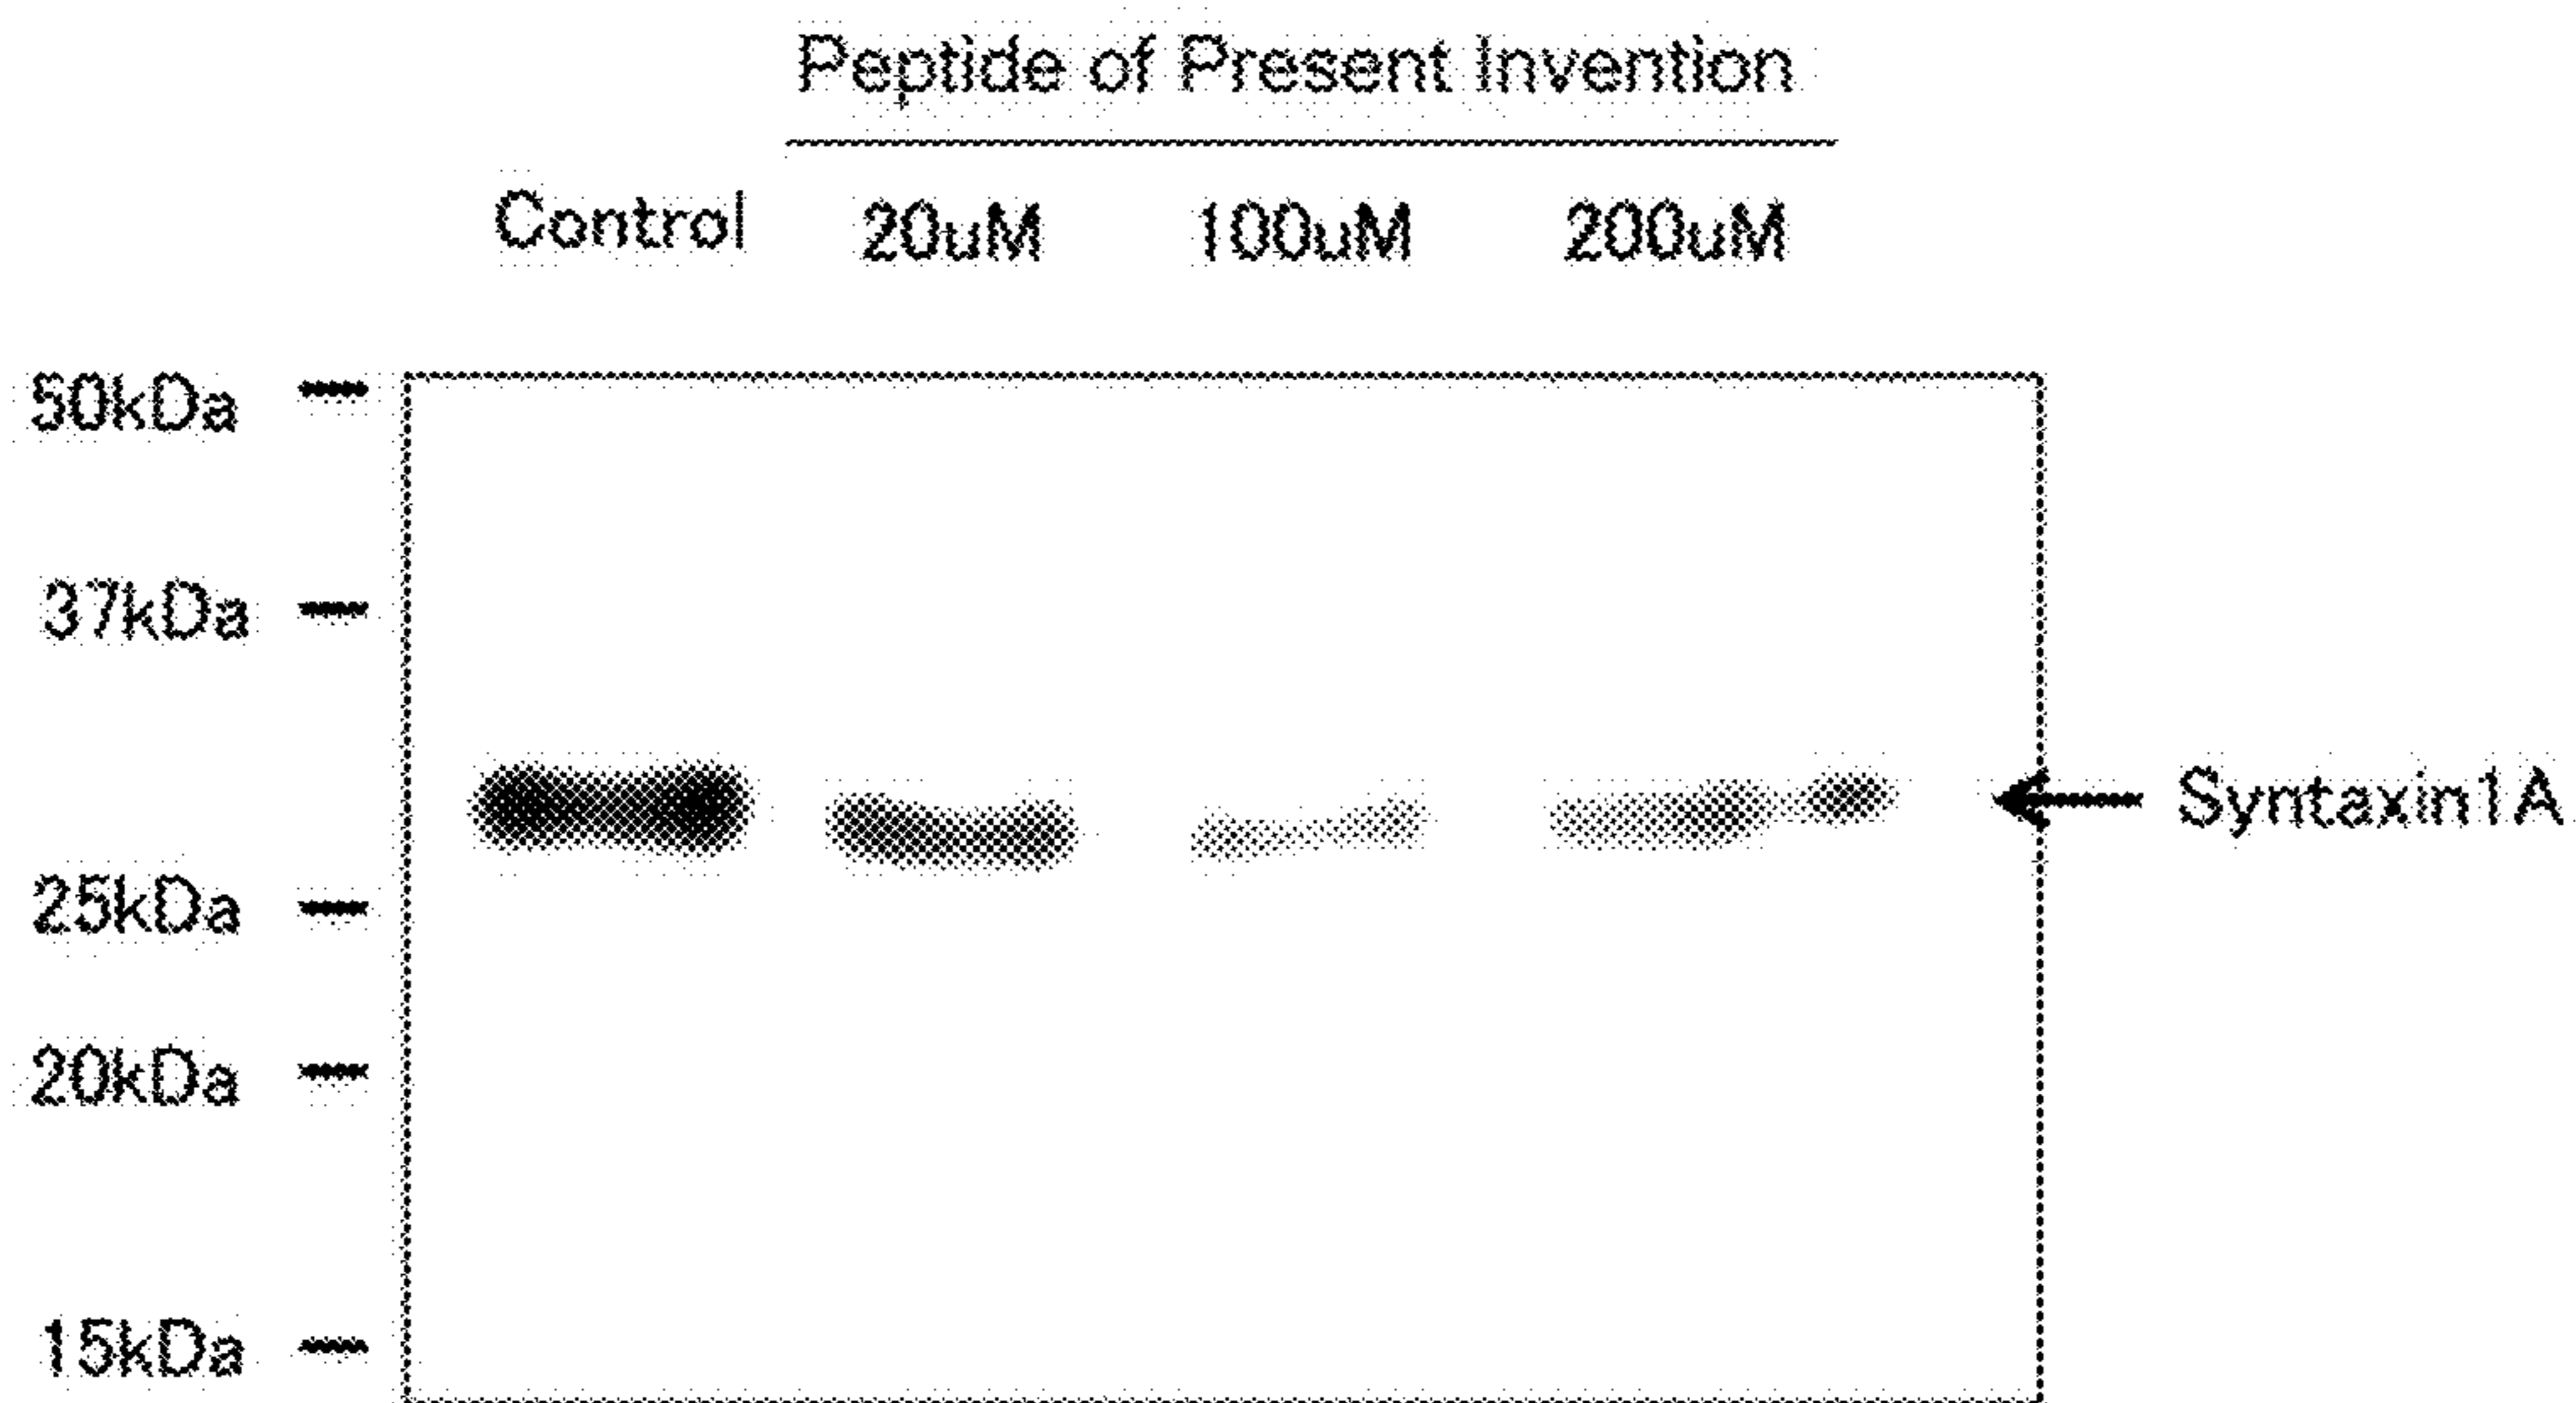 Peptide of Present Invention
Control 20uM 100uM 200uM
50kDa
37kDa
Syntaxin1A
25kDa
20kDa
15kDa